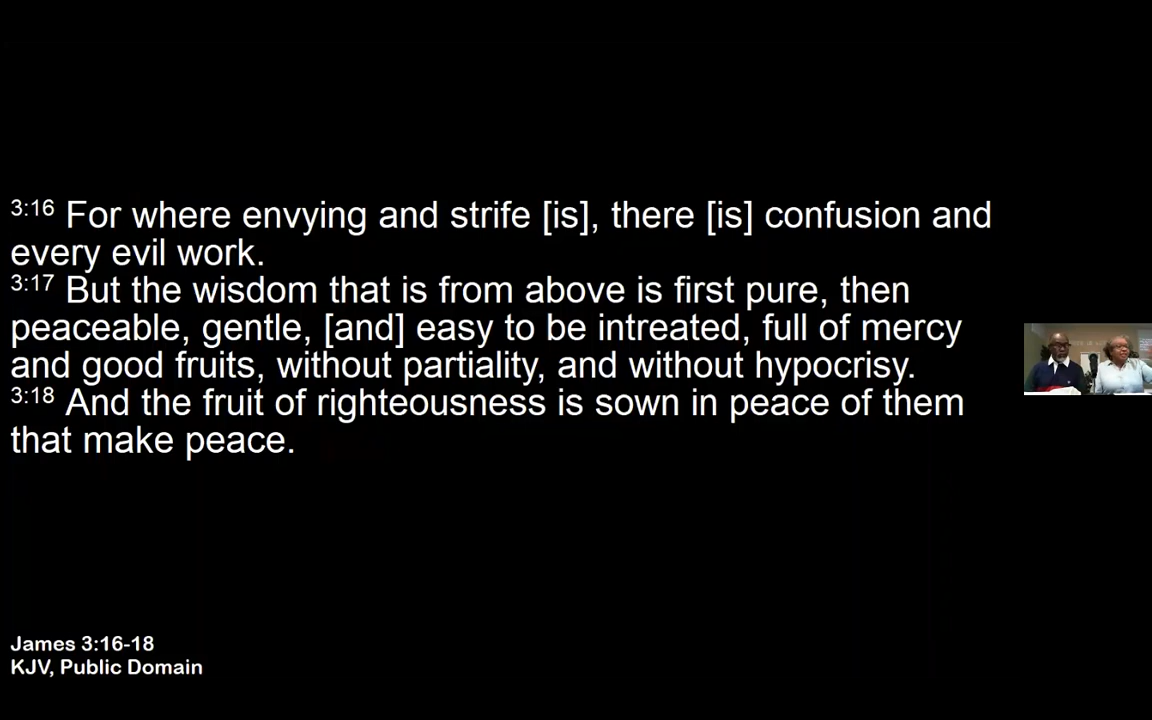 3:16 For where envying and strife [is], there [is] confusion and
every evil work.
3:17 But the wisdom that is from above is first pure, then
peaceable, gentle, [and] easy to be intreated, full of mercy
and good fruits, without partiality, and without hypocrisy.
3:18 And the fruit of righteousness is sown in peace of them
that make peace.
James 3:16-18
KJV, Public Domain